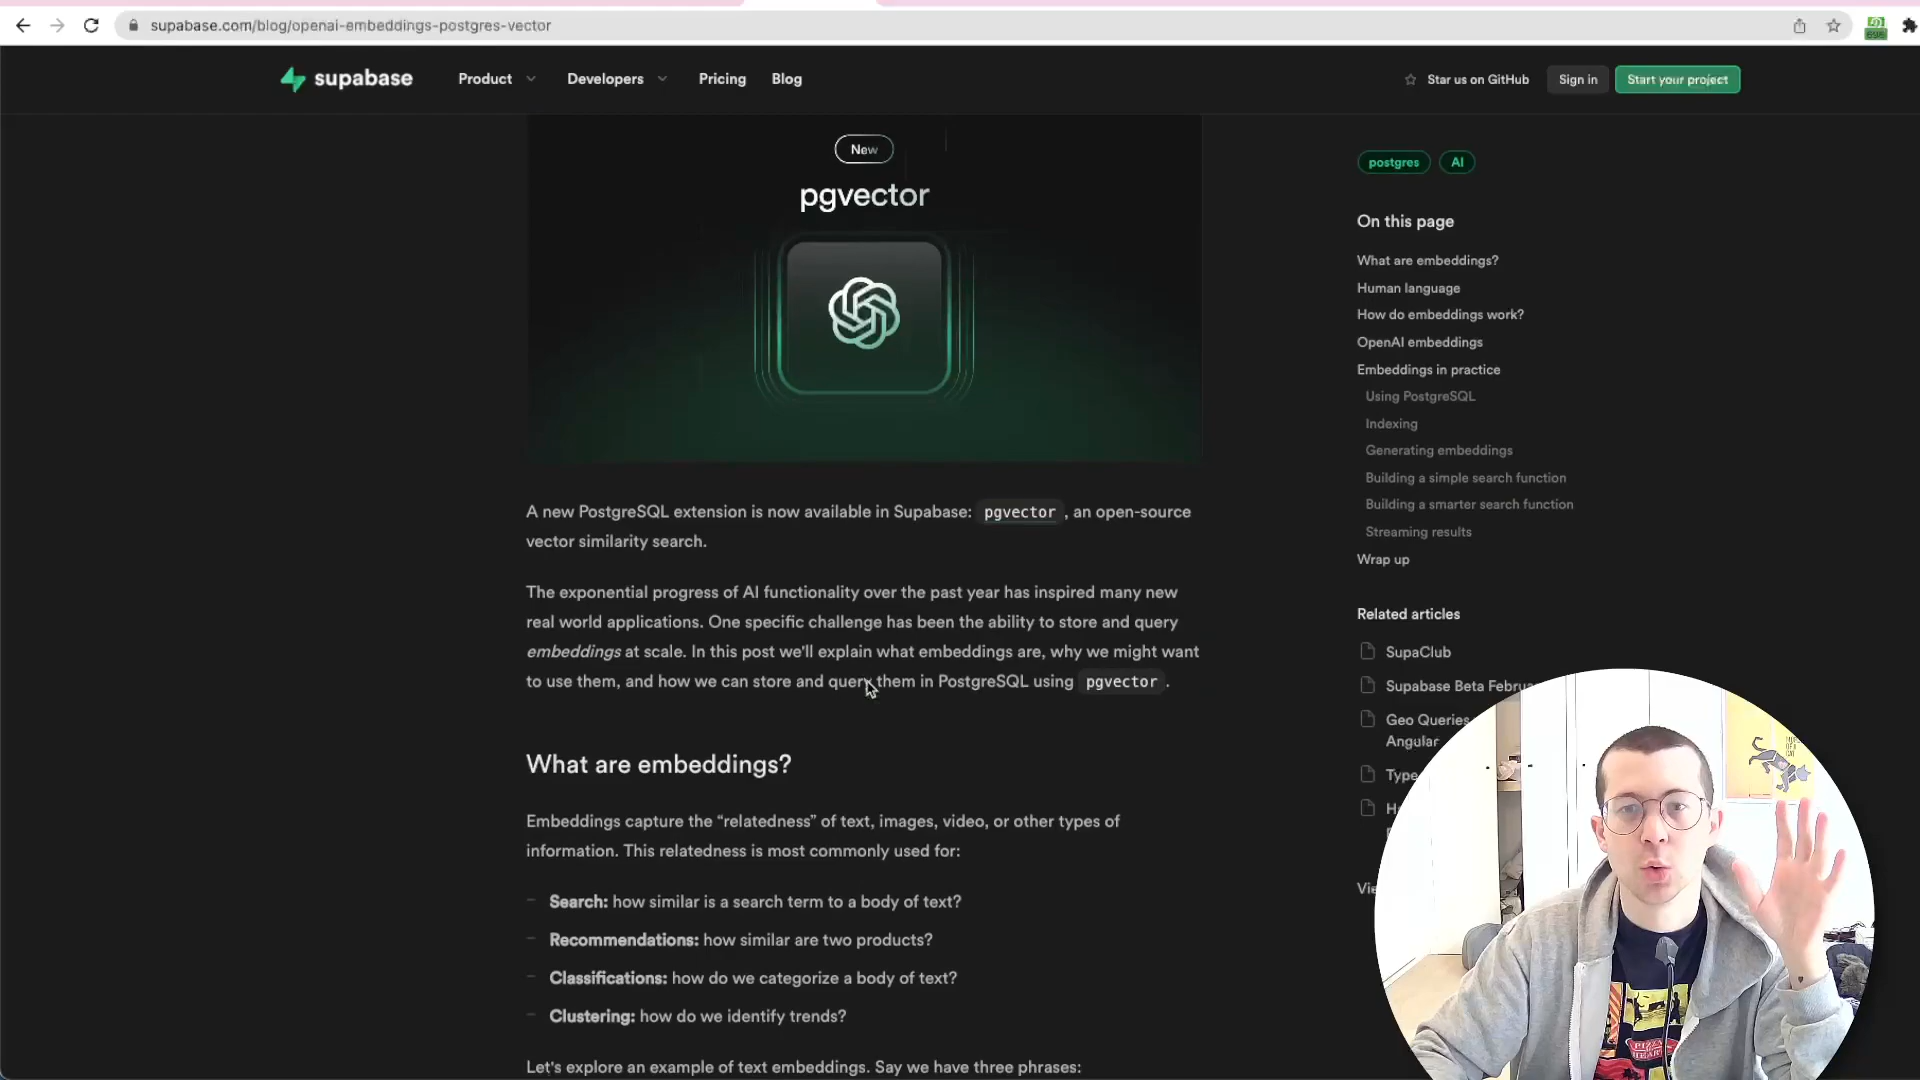 supabase.com/blog/openai-embeddings-postgres-vector
supabase
Product
Developers
Pricing
Blog
Star us on GitHub
Sign in
Start your project
New
pgvector
A new PostgreSQL extension is now available in Supabase: pgvector, an open-source
vector similarity search.
The exponential progress of AI functionality over the past year has inspired many new
real world applications. One specific challenge has been the ability to store and query
embeddings at scale. In this post we'll explain what embeddings are, why we might want
to use them, and how we can store and query them in PostgreSQL using pgvector.
What are embeddings?
Embeddings capture the “relatedness” of text, images, video, or other types of
information. This relatedness is most commonly used for:
– Search: how similar is a search term to a body of text?
– Recommendations: how similar are two products?
– Classifications: how do we categorize a body of text?
– Clustering: how do we identify trends?
Let's explore an example of text embeddings. Say we have three phrases:
postgres
AI
On this page
What are embeddings?
Human language
How do embeddings work?
OpenAI embeddings
Embeddings in practice
Using PostgreSQL
Indexing
Generating embeddings
Building a simple search function
Building a smarter search function
Streaming results
Wrap up
Related articles
SupaClub
Supabase Beta Februa
Geo Queries
Angular
Type
PIZZA
HEART